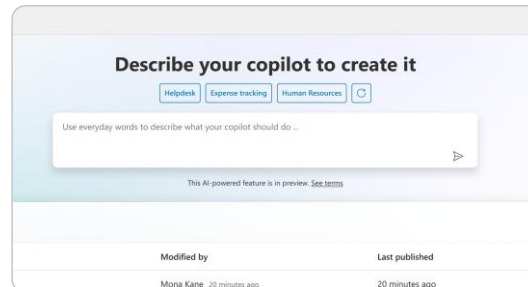 Describe your copilot to create it
Helpdesk Expense tracking Human Resources
Use everyday words to describe what your copilot should do ...
This AI-powered feature is in preview. See terms
Modified by Last published
Mona Kane 20 minutes ago 20 minutes ago